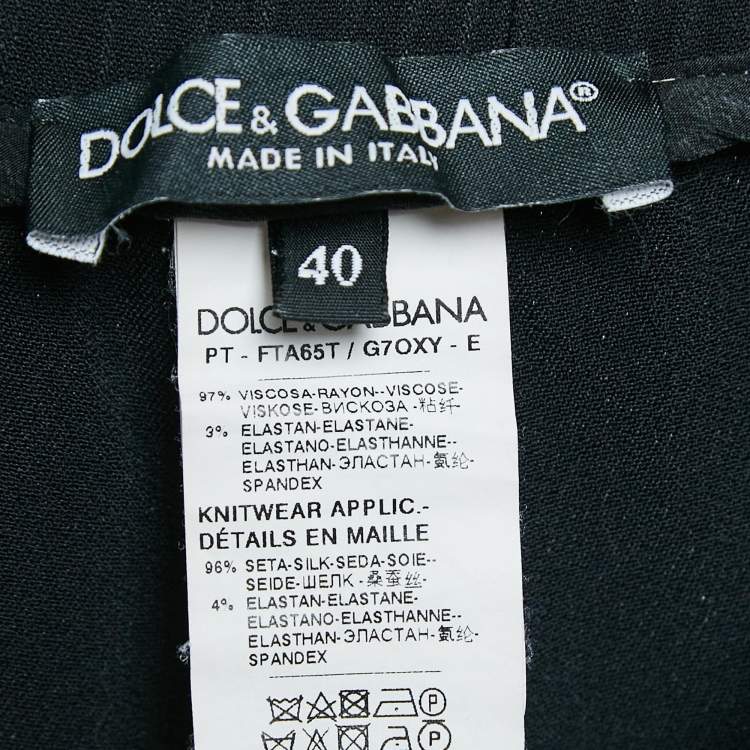 DOLCE & GABBANA®
MADE IN ITALY
40
DOLCE & GABBANA
PT - FTA65T / G7OXY - E
97% VISCOSA-RAYON--VISCOSE-
VISKOSE-ВИСКОЗА -粘纤-
3% ELASTAN-ELASTANE-
ELASTANO-ELASTHANNE--
ELASTHAN-ЭЛАСТАН-氨纶-
SPANDEX
KNITWEAR APPLIC.-
DÉTAILS EN MAILLE
96% SETA-SILK-SEDA-SOIE--
SEIDE-ШЕЛК -桑蚕丝-
4% ELASTAN-ELASTANE-
ELASTANO-ELASTHANNE--
ELASTHAN-ЭЛАСТАН-氨纶-
SPANDEX
P